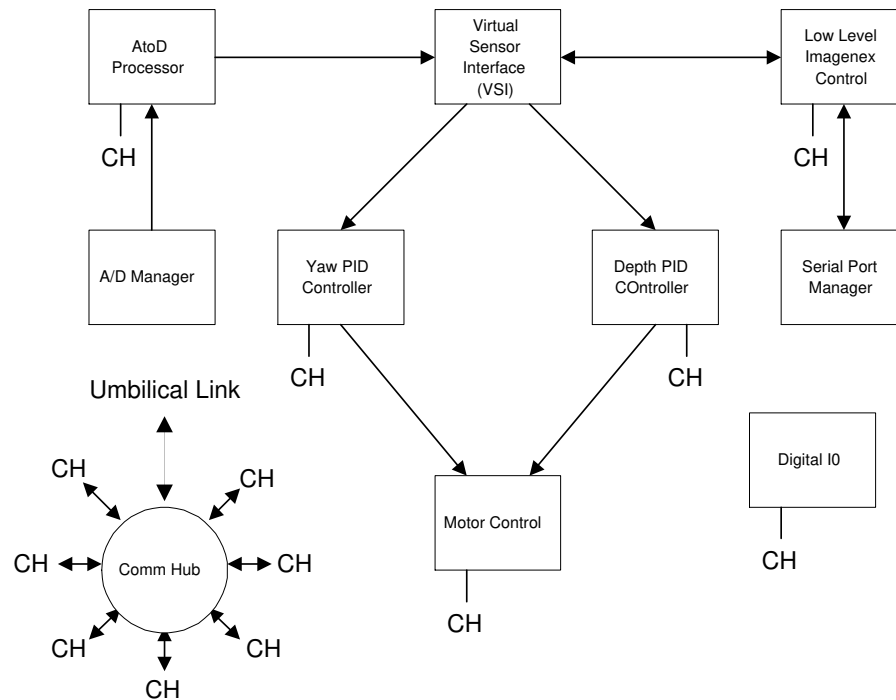 AtoD
Processor
Virtual
Sensor
Interface
(VSI)
Low Level
Imagenex
Control
CH
CH
A/D Manager
Yaw PID
Controller
Depth PID
COntroller
Serial Port
Manager
CH
CH
Umbilical Link
CH
CH
CH
Comm Hub
CH
CH
CH
CH
Motor Control
CH
Digital I0
CH